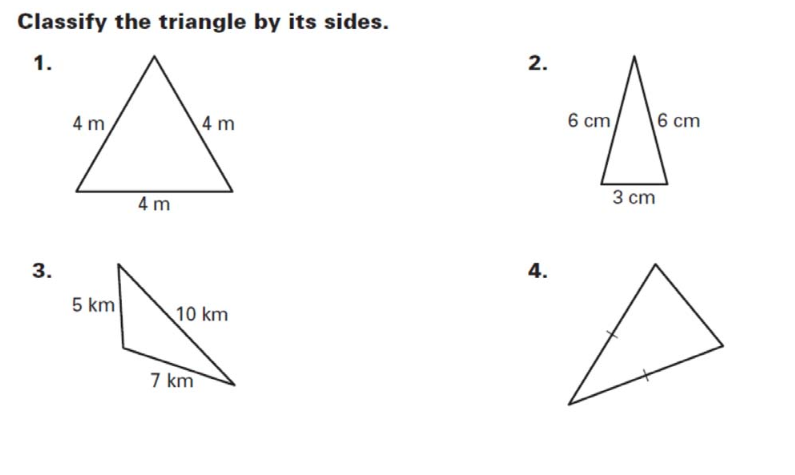 Classify the triangle by its sides.
1.
4 m
4 m
4 m
2.
6 cm
6 cm
3 cm
3.
5 km
10 km
7 km
4.